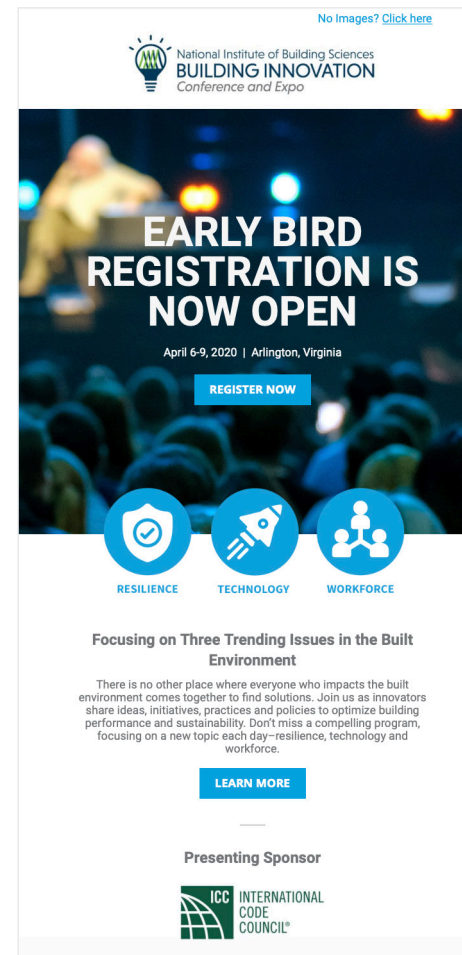 No Images? Click here
National Institute of Building Sciences
BUILDING INNOVATION
Conference and Expo
EARLY BIRD
REGISTRATION IS
NOW OPEN
April 6-9, 2020 | Arlington, Virginia
REGISTER NOW
RESILIENCE
TECHNOLOGY
WORKFORCE
Focusing on Three Trending Issues in the Built
Environment
There is no other place where everyone who impacts the built
environment comes together to find solutions. Join us as innovators
share ideas, initiatives, practices and policies to optimize building
performance and sustainability. Don't miss a compelling program,
focusing on a new topic each day–resilience, technology and
workforce.
LEARN MORE
Presenting Sponsor
ICC
INTERNATIONAL
CODE
COUNCIL®